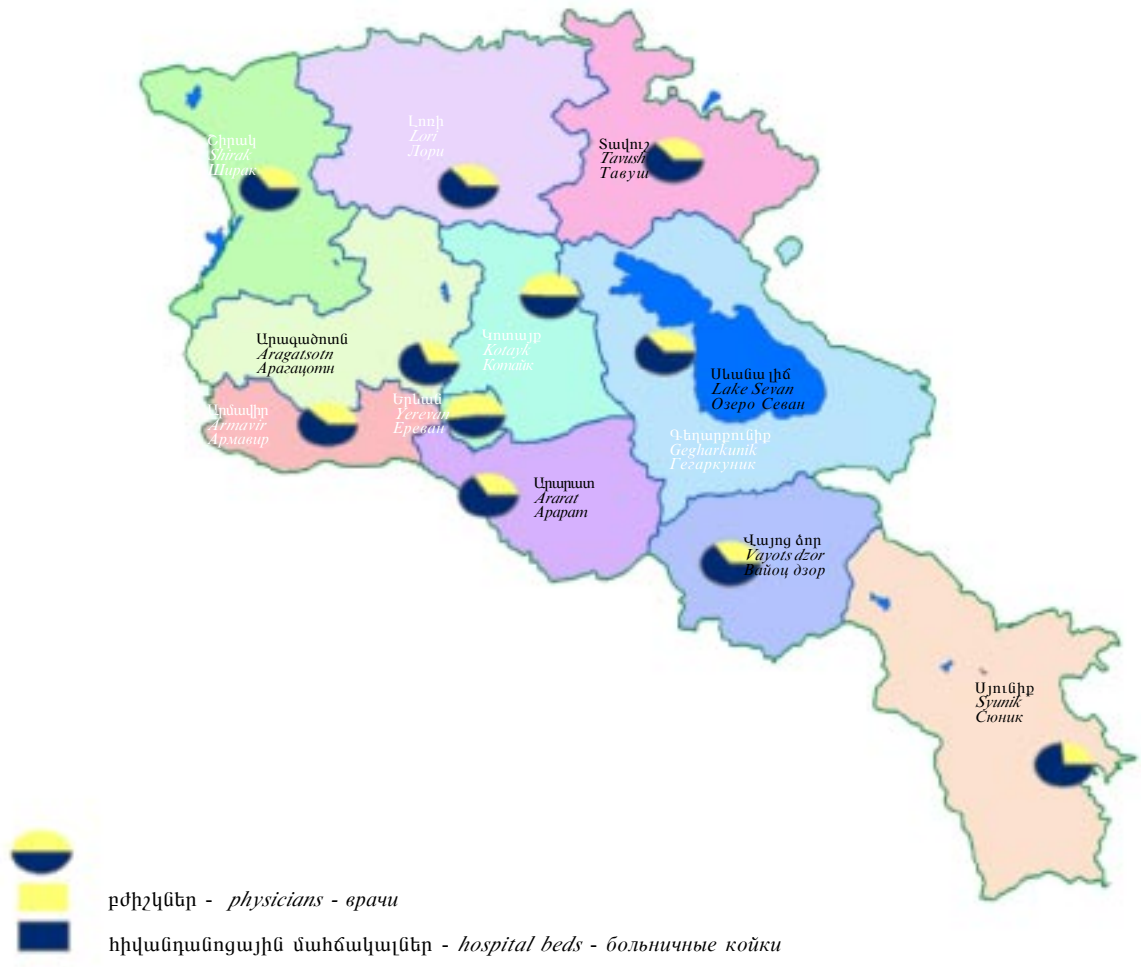 Շիրակ
Shirak
Ширак
Լոռի
Lori
Лори
Տավուշ
Tavush
Тавуш
Արագածոտն
Aragatsotn
Арагацотн
Կոտայք
Kotayk
Котайк
Սևանա լիճ
Lake Sevan
Озеро Севан
Արմավիր
Armavir
Армавир
Երևան
Yerevan
Ереван
Գեղարքունիք
Gegharkunik
Гегаркуник
Արարատ
Ararat
Арарат
Վայոց ձոր
Vayots dzor
Вайоц дзор
Սյունիք
Syunik
Сюник
բժիշկներ - physicians - врачи
հիվանդանոցային մահճակալներ - hospital beds - больничные койки